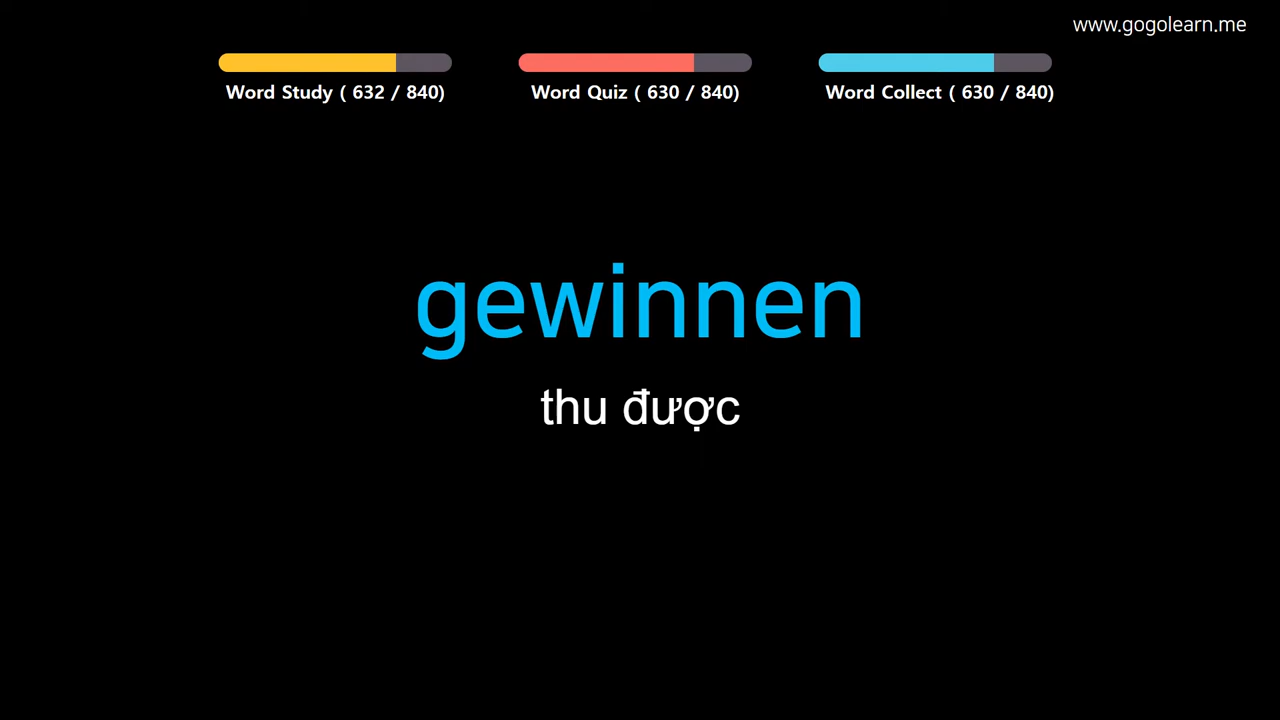 www.gogolearn.me
Word Study ( 632 / 840)
Word Quiz ( 630 / 840)
Word Collect ( 630 / 840)
gewinnen
thu được